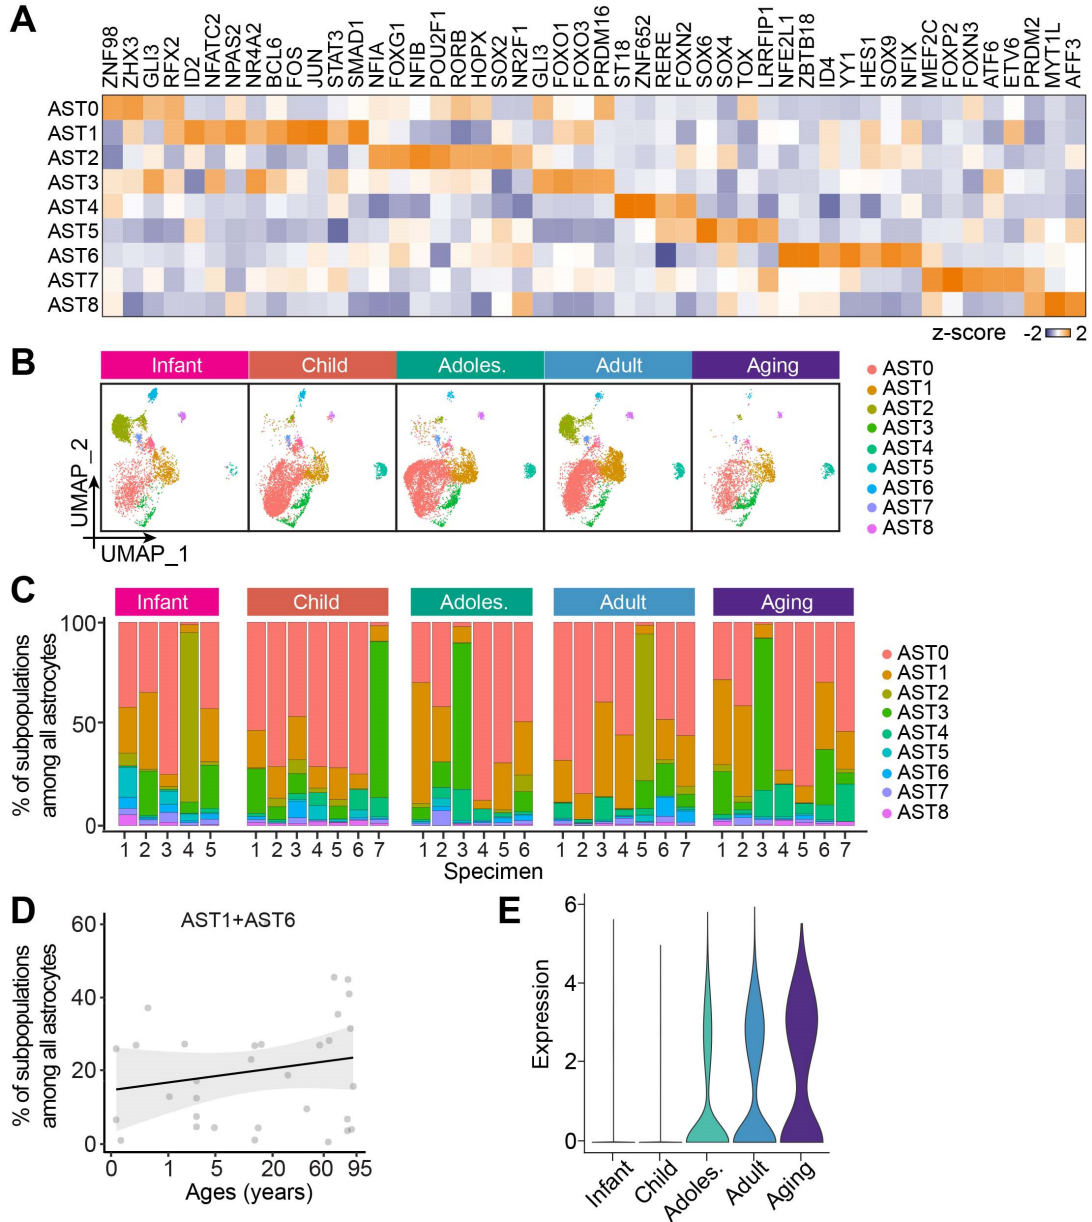 A
ZNF98 ZHX3 GLI3 RFX2 ID2 NFATC2 NPAS2 NR4A2 BCL6 FOS JUN STAT3 SMAD1 NFIA FOXG1 NFIB POU2F1 RORB HOPX SOX2 NR2F1 GLI3 FOXO1 FOXO3 PRDM16 ST18 ZNF652 RERE FOXN2 SOX6 SOX4 TOX LRRFIP1 NFE2L1 ZBTB18 ID4 YY1 HES1 SOX9 NFIX MEF2C FOXP2 FOXN3 ATF6 ETV6 PRDM2 MYT1L AFF3
AST0
AST1
AST2
AST3
AST4
AST5
AST6
AST7
AST8
z-score -2 2
B
Infant Child Adoles. Adult Aging
UMAP_2
UMAP_1
AST0
AST1
AST2
AST3
AST4
AST5
AST6
AST7
AST8
C
Infant Child Adoles. Adult Aging
% of subpopulations
among all astrocytes
100
50
0
1 2 3 4 5 1 2 3 4 5 6 7 1 2 3 4 5 6 1 2 3 4 5 6 7 1 2 3 4 5 6 7
Specimen
AST0
AST1
AST2
AST3
AST4
AST5
AST6
AST7
AST8
D
AST1+AST6
% of subpopulations
among all astrocytes
60
40
20
0
0 1 5 20 60 95
Ages (years)
E
Expression
6
4
2
0
Infant Child Adoles. Adult Aging